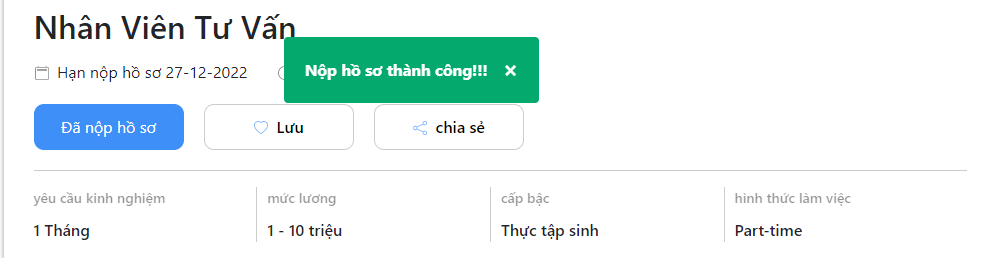 Nhân Viên Tư Vấn
Nộp hồ sơ thành công!!! ×
Hạn nộp hồ sơ 27-12-2022
Đã nộp hồ sơ
Lưu
chia sẻ
yêu cầu kinh nghiệm
mức lương
cấp bậc
hình thức làm việc
1 Tháng
1 - 10 triệu
Thực tập sinh
Part-time